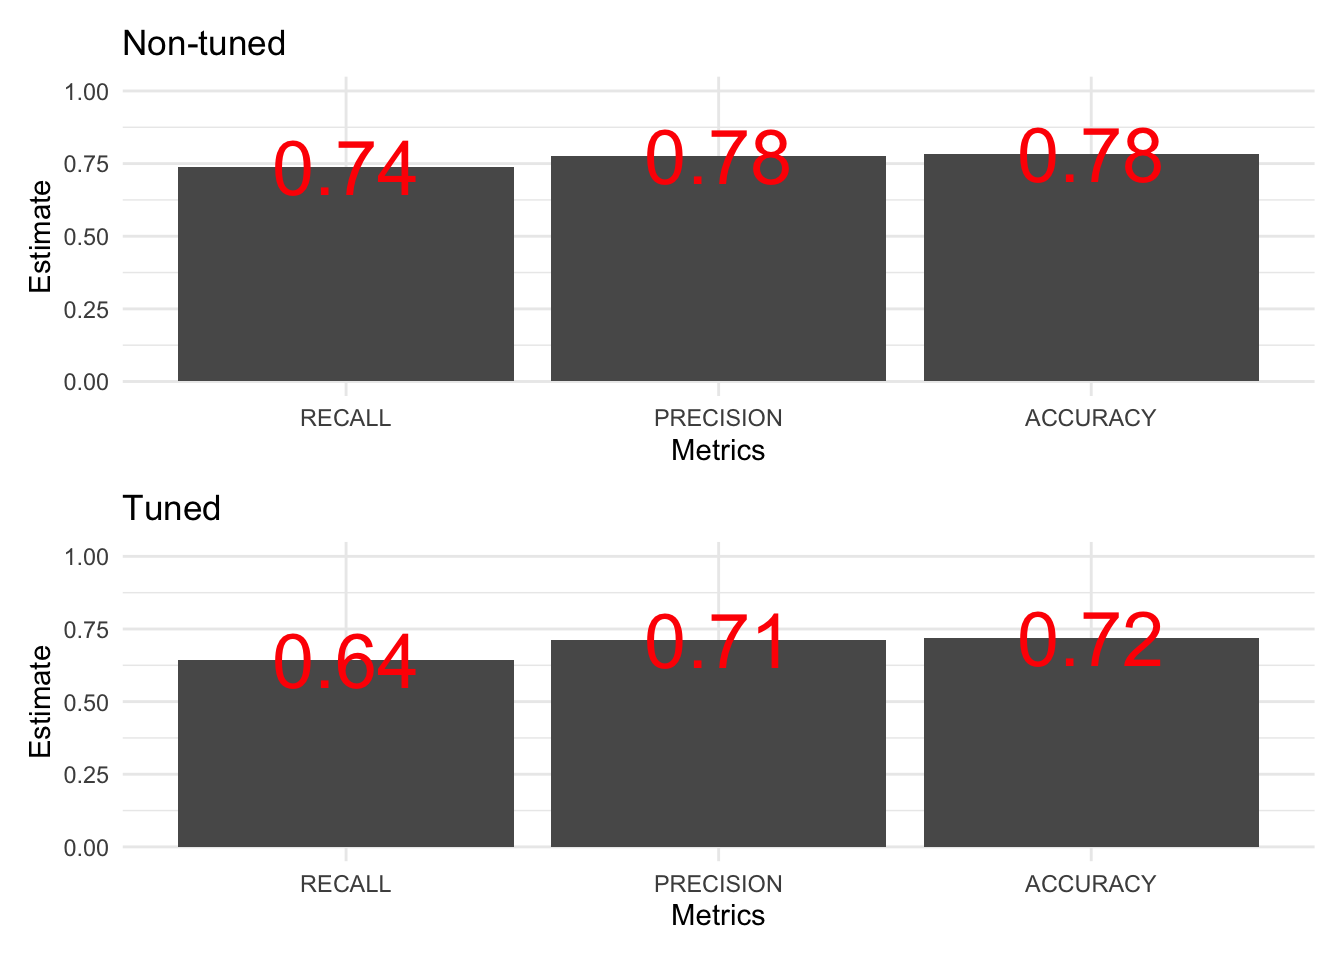 Non-tuned
1.00
0.75
0.50
0.25
0.00
Estimate
0.74 0.78 0.78
RECALL PRECISION ACCURACY
Metrics
Tuned
1.00
0.75
0.50
0.25
0.00
Estimate
0.64 0.71 0.72
RECALL PRECISION ACCURACY
Metrics